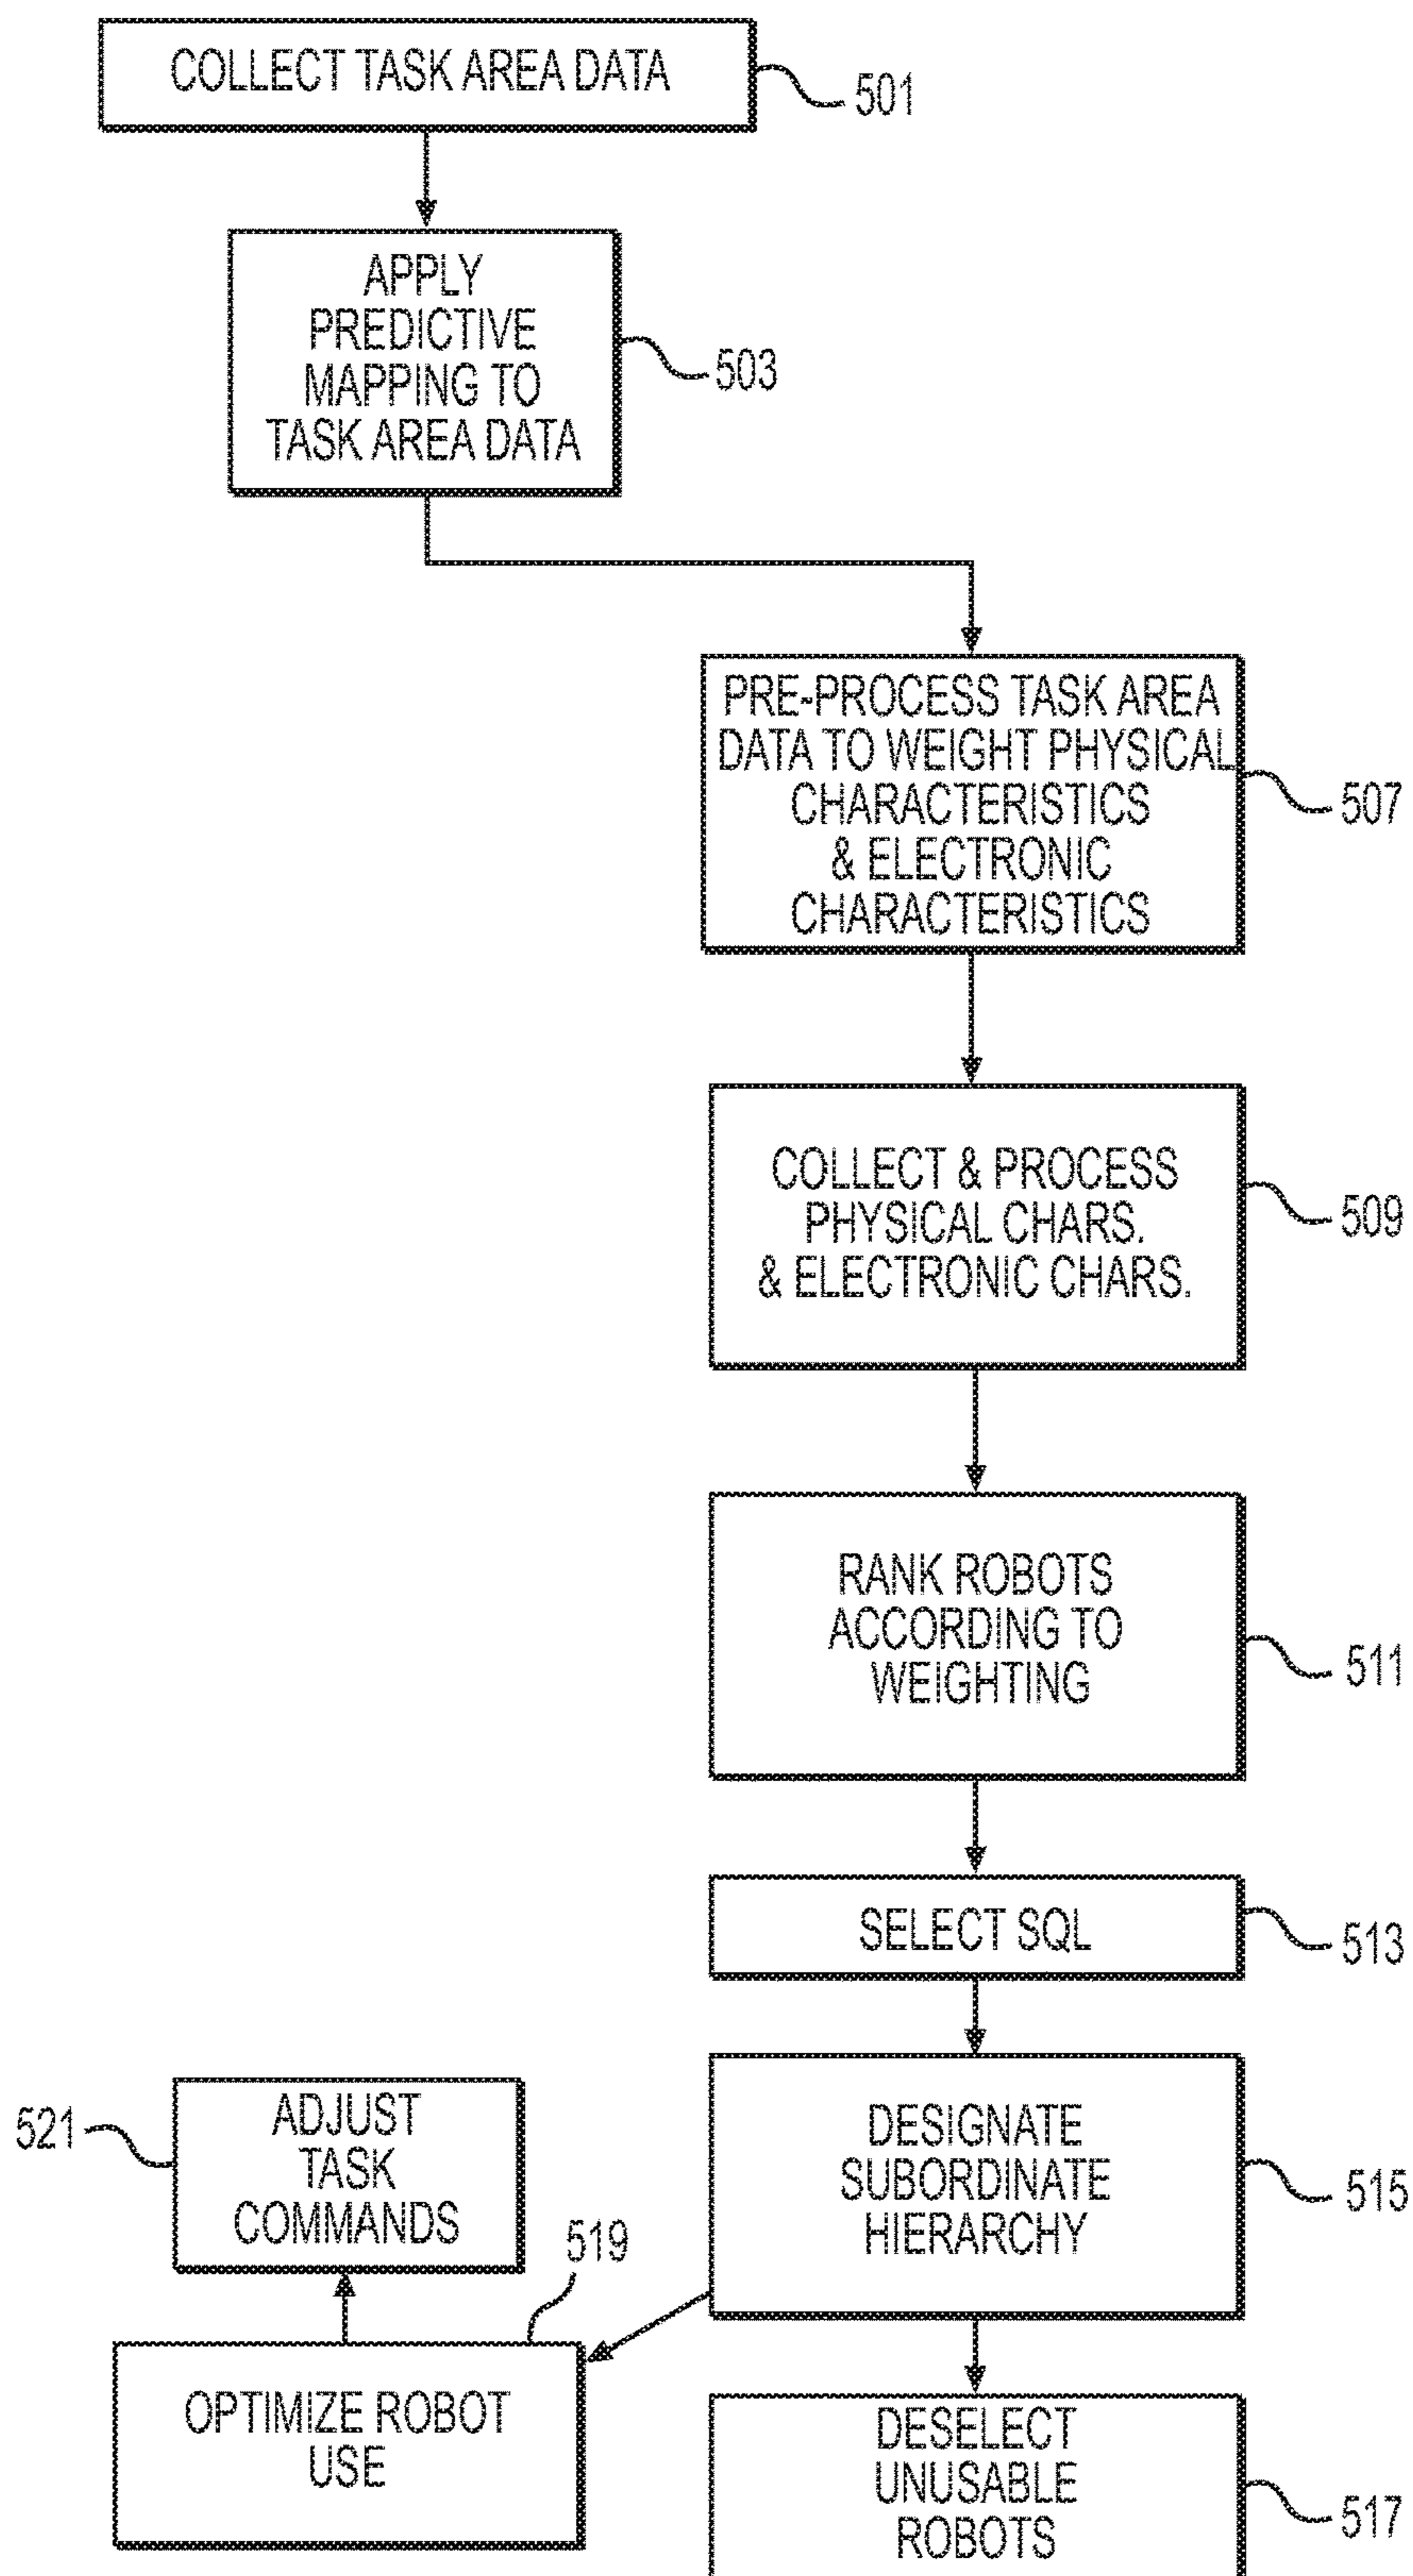 COLLECT TASK AREA DATA
501
APPLY
PREDICTIVE
MAPPING TO
TASK AREA DATA
503
PRE-PROCESS TASK AREA
DATA TO WEIGHT PHYSICAL
CHARACTERISTICS
& ELECTRONIC
CHARACTERISTICS
507
COLLECT & PROCESS
PHYSICAL CHARS.
& ELECTRONIC CHARS.
509
RANK ROBOTS
ACCORDING TO
WEIGHTING
511
SELECT SQL
513
DESIGNATE
SUBORDINATE
HIERARCHY
515
521
ADJUST
TASK
COMMANDS
519
OPTIMIZE ROBOT
USE
DESELECT
UNUSABLE
ROBOTS
517